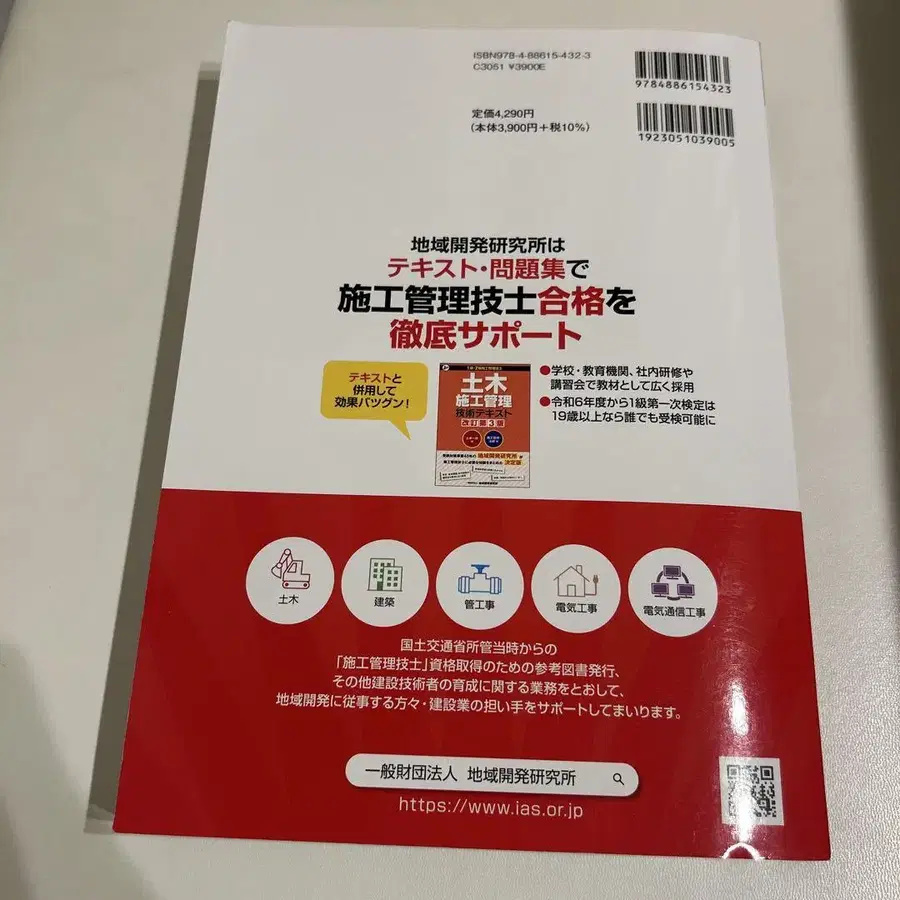 ISBN978-4-88615-432-3
C3051 ¥3900E
9784886154323
定価4,290円
(本体3,900円+税10%)
1923051039005
地域開発研究所は
テキスト・問題集で
施工管理技士合格を
徹底サポート
テキストと
併用して
効果バツグン!
土木
施工管理
技術テキスト
改訂第3版
地域開発研究所
決定版
●学校・教育機関、社内研修や
講習会で教材として広く採用
●令和6年度から1級第一次検定は
19歳以上なら誰でも受検可能に
土木
建築
管工事
電気工事
電気通信工事
国土交通省所管当時からの
「施工管理技士」資格取得のための参考図書発行、
その他建設技術者の育成に関する業務をとおして、
地域開発に従事する方々・建設業の担い手をサポートしてまいります。
一般財団法人 地域開発研究所
https://www.ias.or.jp